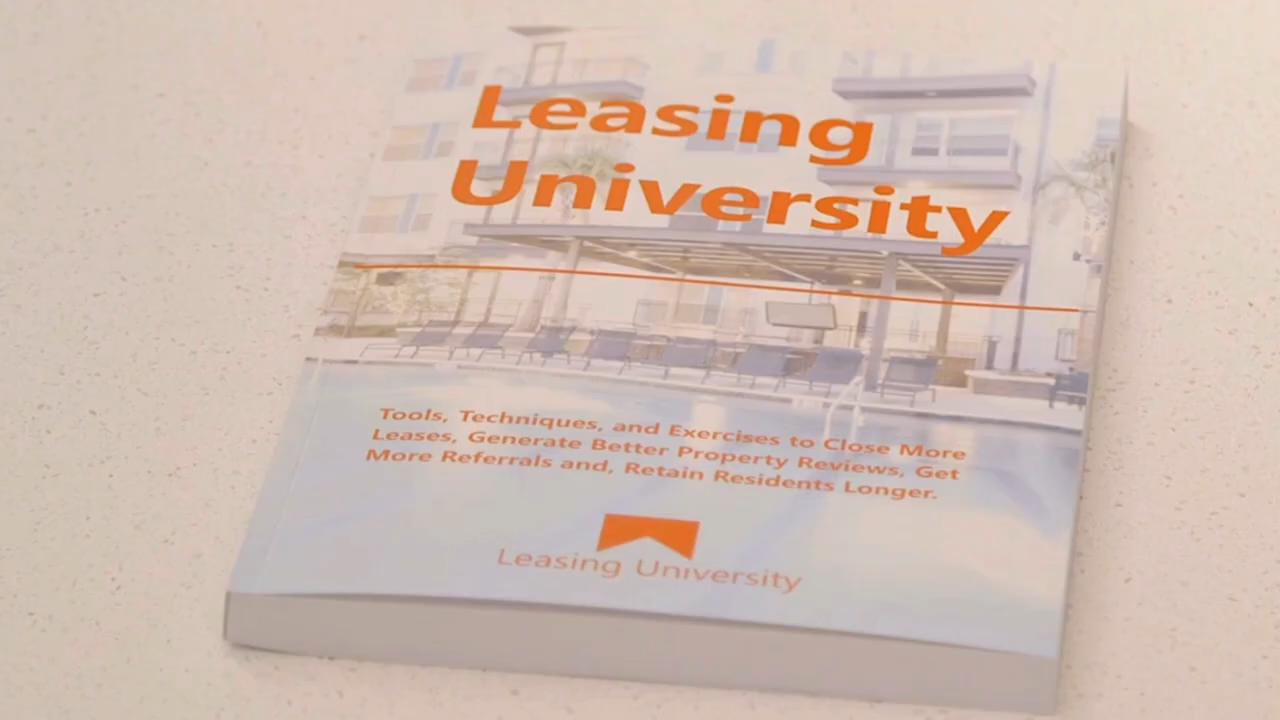 Leasing
University
Tools, Techniques, and Exercises to Close More
Leases, Generate Better Property Reviews, Get
More Referrals and, Retain Residents Longer.
Leasing University